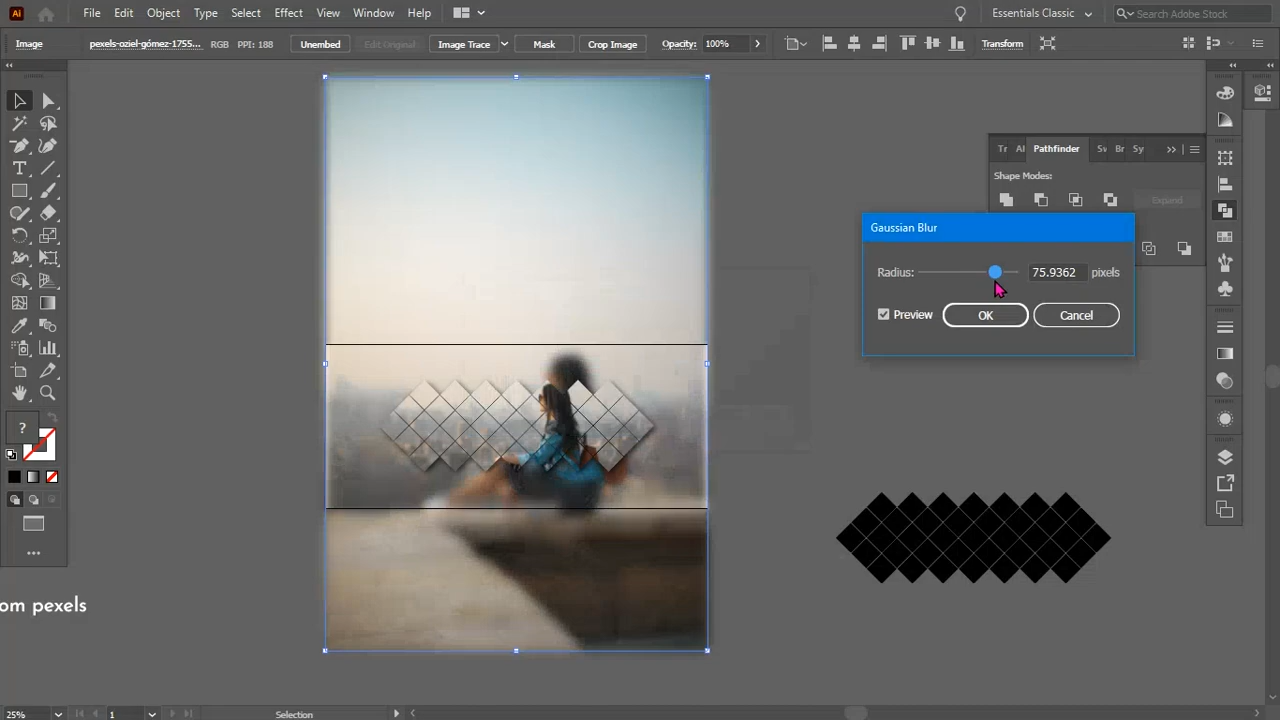 Ai File Edit Object Type Select Effect View Window Help Essentials Classic Search Adobe Stock
Image pexels-oziel-gómez-1755... RGB PPI: 188 Unembed Edit Original Image Trace Mask Crop Image Opacity: 100% Transform
Tr Al Pathfinder Sv Br Sy
Shape Modes:
Expand
Gaussian Blur
Radius: 75.9362 pixels
Preview OK Cancel
?
om pexels
25% 1 Selection